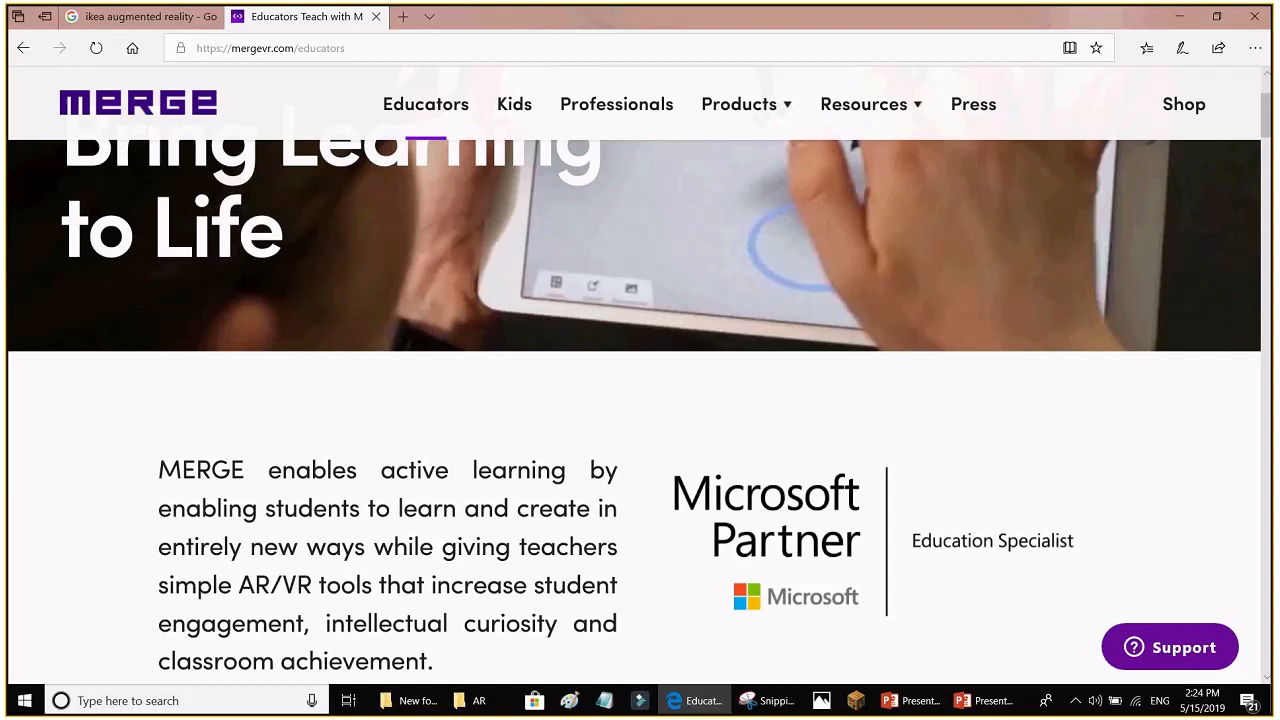 ikea augmented reality - Go
Educators Teach with M
https://mergevr.com/educators
MERGE
Educators
Kids
Professionals
Products
Resources
Press
Shop
Bring Learning
to Life
MERGE enables active learning by
enabling students to learn and create in
entirely new ways while giving teachers
simple AR/VR tools that increase student
engagement, intellectual curiosity and
classroom achievement.
Microsoft
Partner
Microsoft
Education Specialist
Support
Type here to search
New fo...
AR
Educat...
Snippi...
Present...
Present...
ENG
2:24 PM
5/15/2019
21